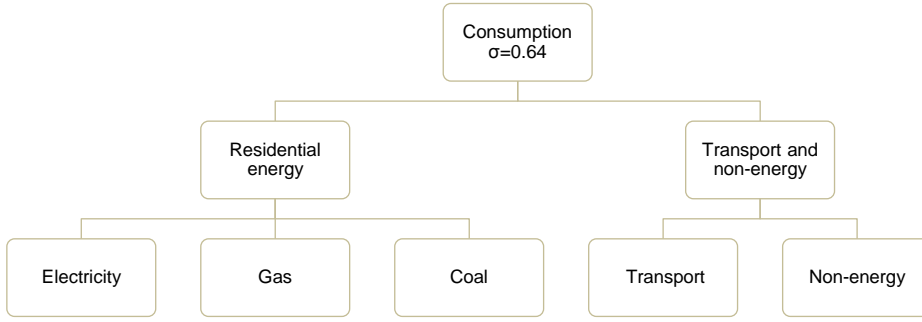 Consumption
σ=0.64
Residential
energy
Transport and
non-energy
Electricity
Gas
Coal
Transport
Non-energy